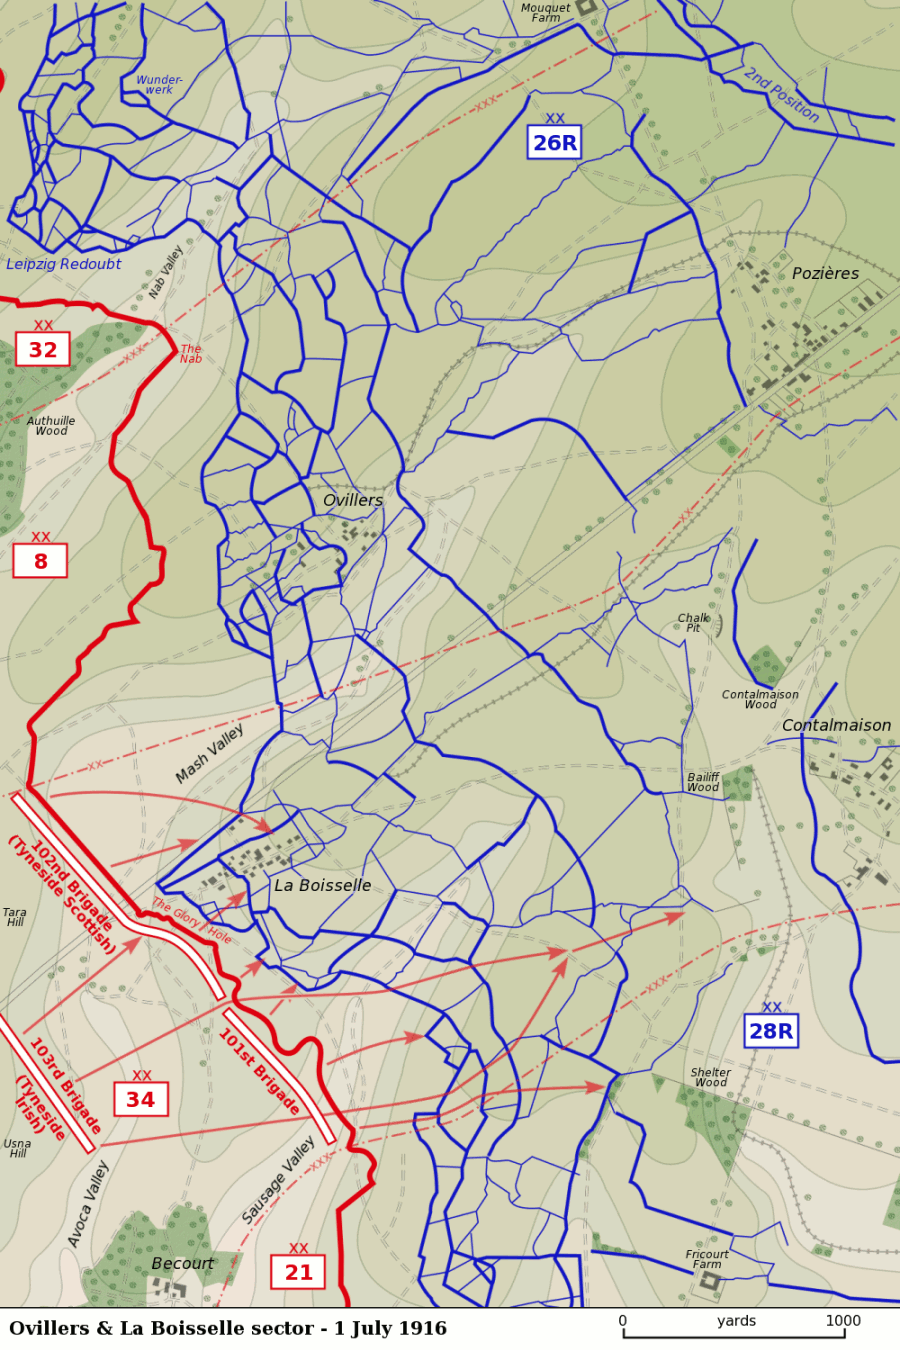 Mouquet
Farm
Wunder-
werk
2nd Position
XXX
XX
26R
Leipzig Redoubt
Nab Valley
Pozières
XX
32
The
Nab
XXX
Authuille
Wood
Ovillers
XX
XX
8
Chalk
Pit
Contalmaison
Wood
Contalmaison
Mash Valley
XX
Bailiff
Wood
102nd Brigade
(Tyneside Scottish)
La Boisselle
The Glory Hole
Tara
Hill
XXX
XX
28R
101st Brigade
103rd Brigade
(Tyneside
Irish)
XX
34
Shelter
Wood
Usna
Hill
Sausage Valley
XXX
Avoca Valley
Becourt
XX
21
Fricourt
Farm
Ovillers & La Boisselle sector - 1 July 1916
0 yards 1000